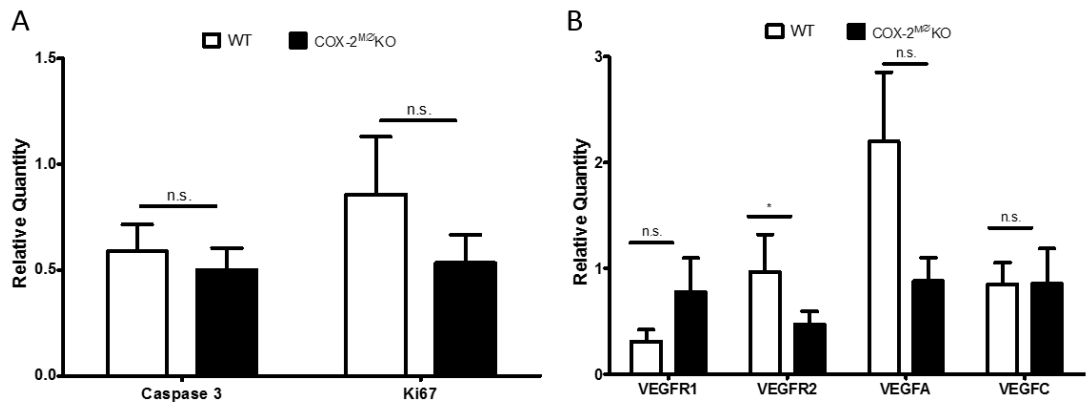 A
WT
COX-2MØKO
1.5
1.0
0.5
0.0
Relative Quantity
n.s.
n.s.
Caspase 3
Ki67
B
WT
COX-2MØKO
3
2
1
0
Relative Quantity
n.s.
*
n.s.
n.s.
VEGFR1
VEGFR2
VEGFA
VEGFC